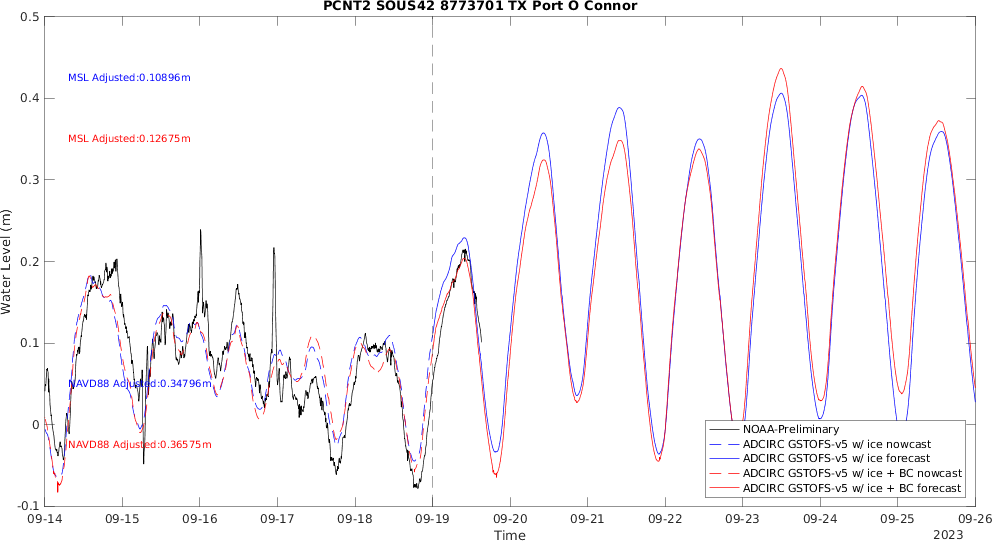 PCNT2 SOUS42 8773701 TX Port O Connor
0.5
0.4
0.3
0.2
0.1
0
-0.1
Water Level (m)
MSL Adjusted:0.10896m
MSL Adjusted:0.12675m
NAVD88 Adjusted:0.34796m
NAVD88 Adjusted:0.36575m
NOAA-Preliminary
ADCIRC GSTOFS-v5 w/ ice nowcast
ADCIRC GSTOFS-v5 w/ ice forecast
ADCIRC GSTOFS-v5 w/ ice + BC nowcast
ADCIRC GSTOFS-v5 w/ ice + BC forecast
09-14 09-15 09-16 09-17 09-18 09-19 09-20 09-21 09-22 09-23 09-24 09-25 09-26
Time
2023